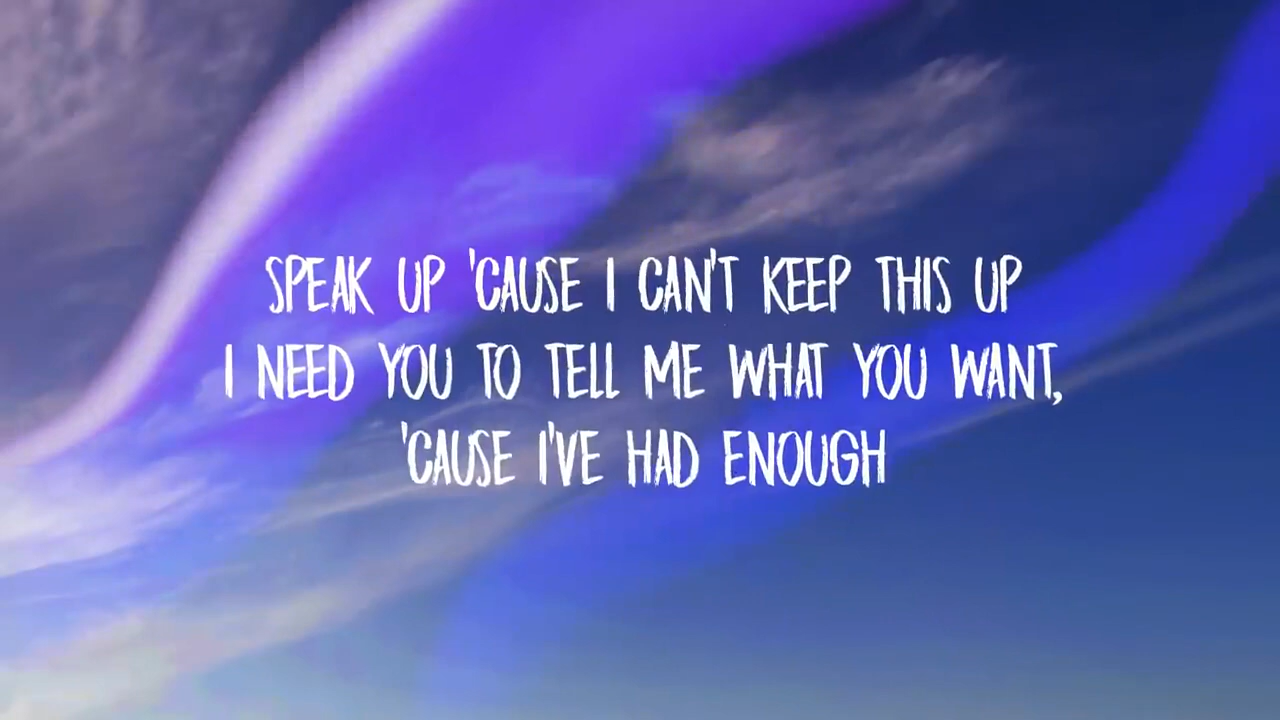 SPEAK UP 'CAUSE I CAN'T KEEP THIS UP
I NEED YOU TO TELL ME WHAT YOU WANT,
'CAUSE I'VE HAD ENOUGH